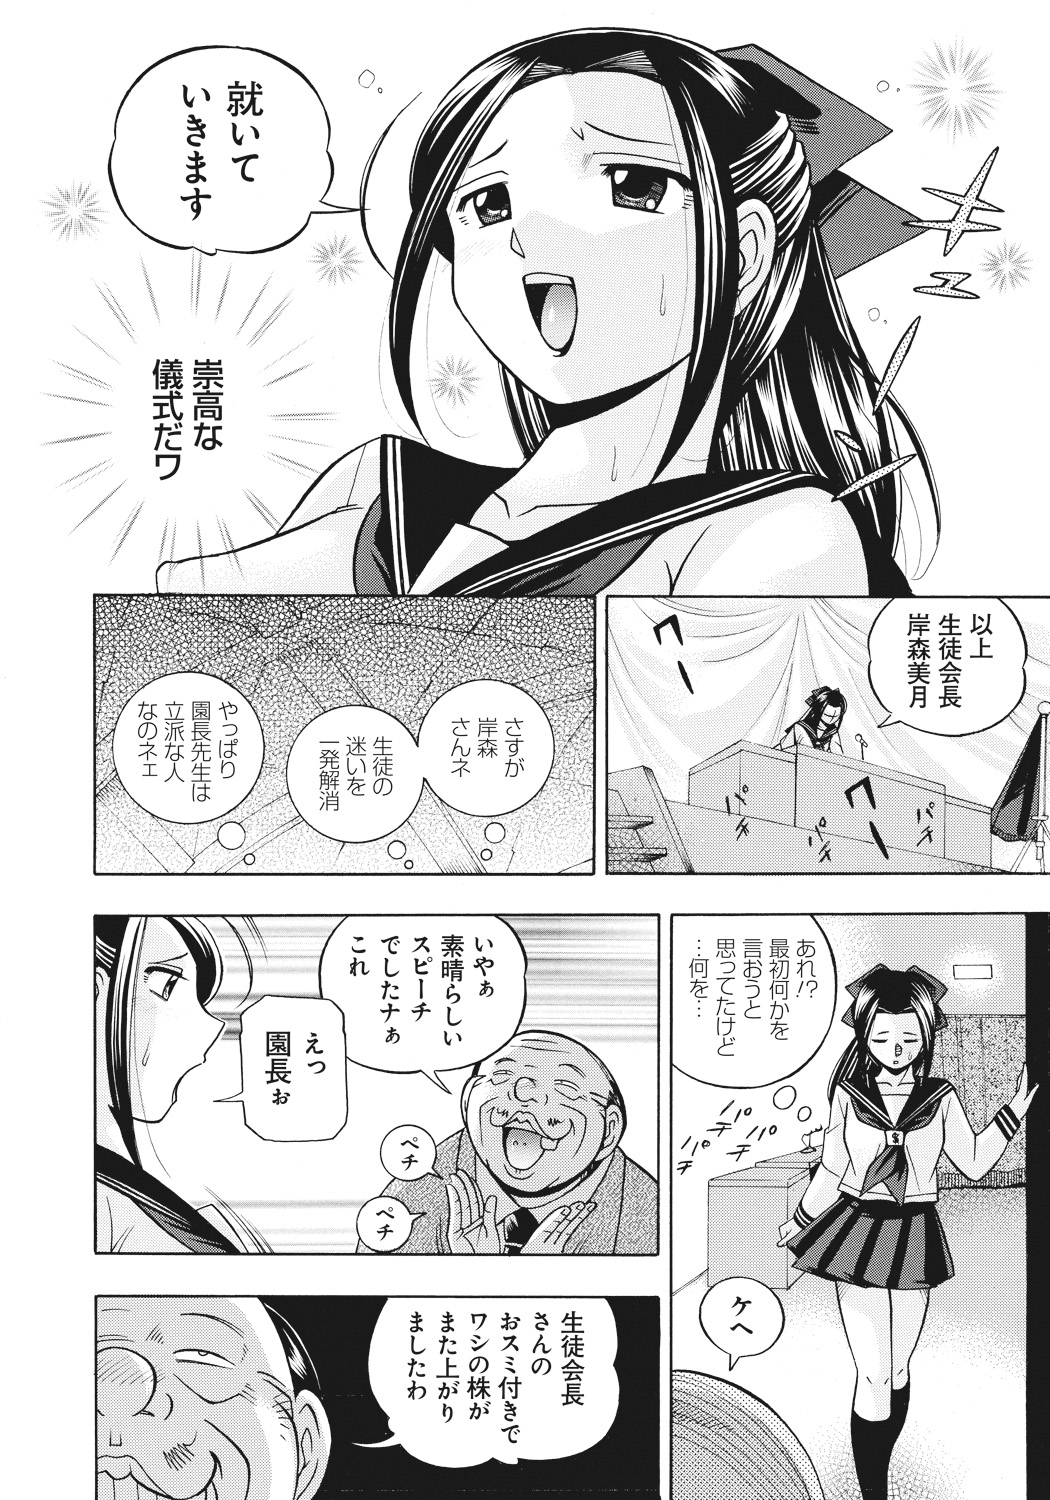 就いて
いきます
崇高な
儀式だワ
以上
生徒会長
岸森美月
ワー
パチ
パチ
ワー
さすが
岸森
さんネ
生徒の
迷いを
一発解消
やっぱり
園長先生は
立派な人
なのネェ
あれ!?
最初何かを
言おうと
思ってたけど
…何を…
パパパチ
パパパチ
ケヘ
いやぁ
素晴らしい
スピーチ
でしたナぁ
これ
ペチ
ペチ
えっ
園長ぉ
生徒会長
さんの
おスミ付きで
ワシの株が
また上がり
ましたわ